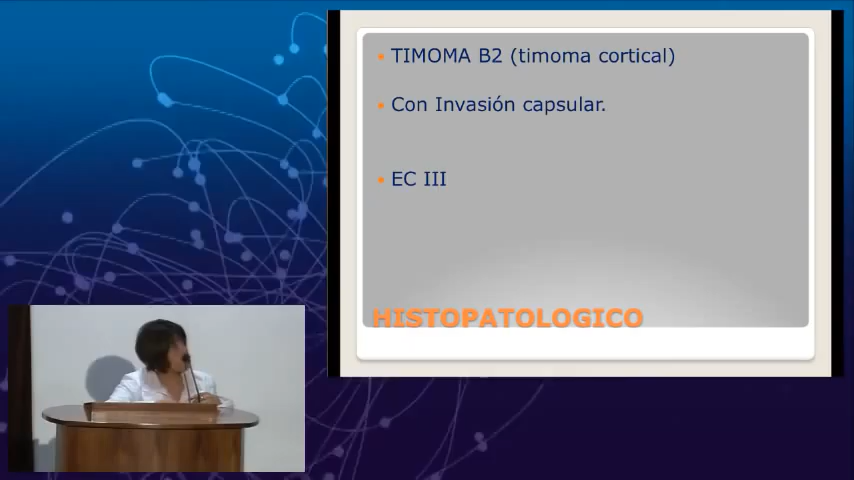 TIMOMA B2 (timoma cortical)
Con Invasión capsular.
EC III
HISTOPATOLOGICO